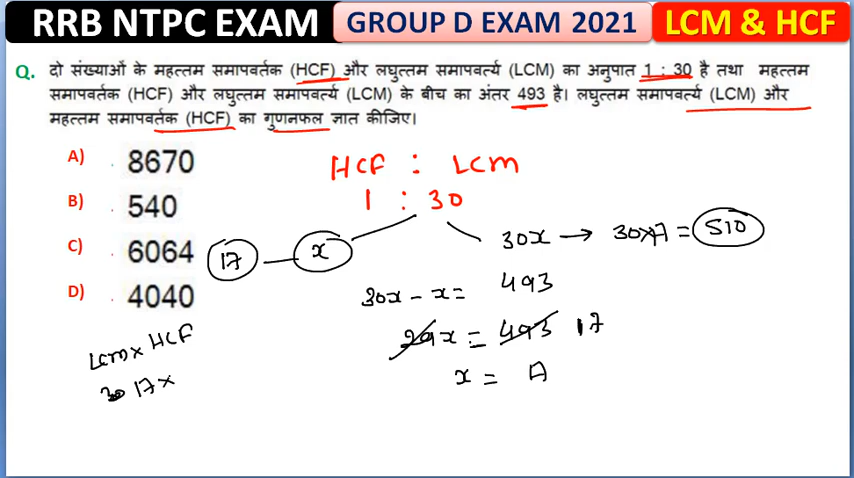 RRB NTPC EXAM GROUP D EXAM 2021 LCM & HCF
Q. दो संख्याओं के महत्तम समापवर्तक (HCF) और लघुत्तम समापवर्त्य (LCM) का अनुपात 1 : 30 है तथा महत्तम
समापवर्तक (HCF) और लघुत्तम समापवर्त्य (LCM) के बीच का अंतर 493 है। लघुत्तम समापवर्त्य (LCM) और
महत्तम समापवर्तक (HCF) का गुणनफल ज्ञात कीजिए।
A) 8670
B) 540
C) 6064
D) 4040
HCF : LCM
1 : 30
17 x 30x → 30×17 = 510
30x - x = 493
29x = 493 17
x = 17
LCM × HCF
17 ×